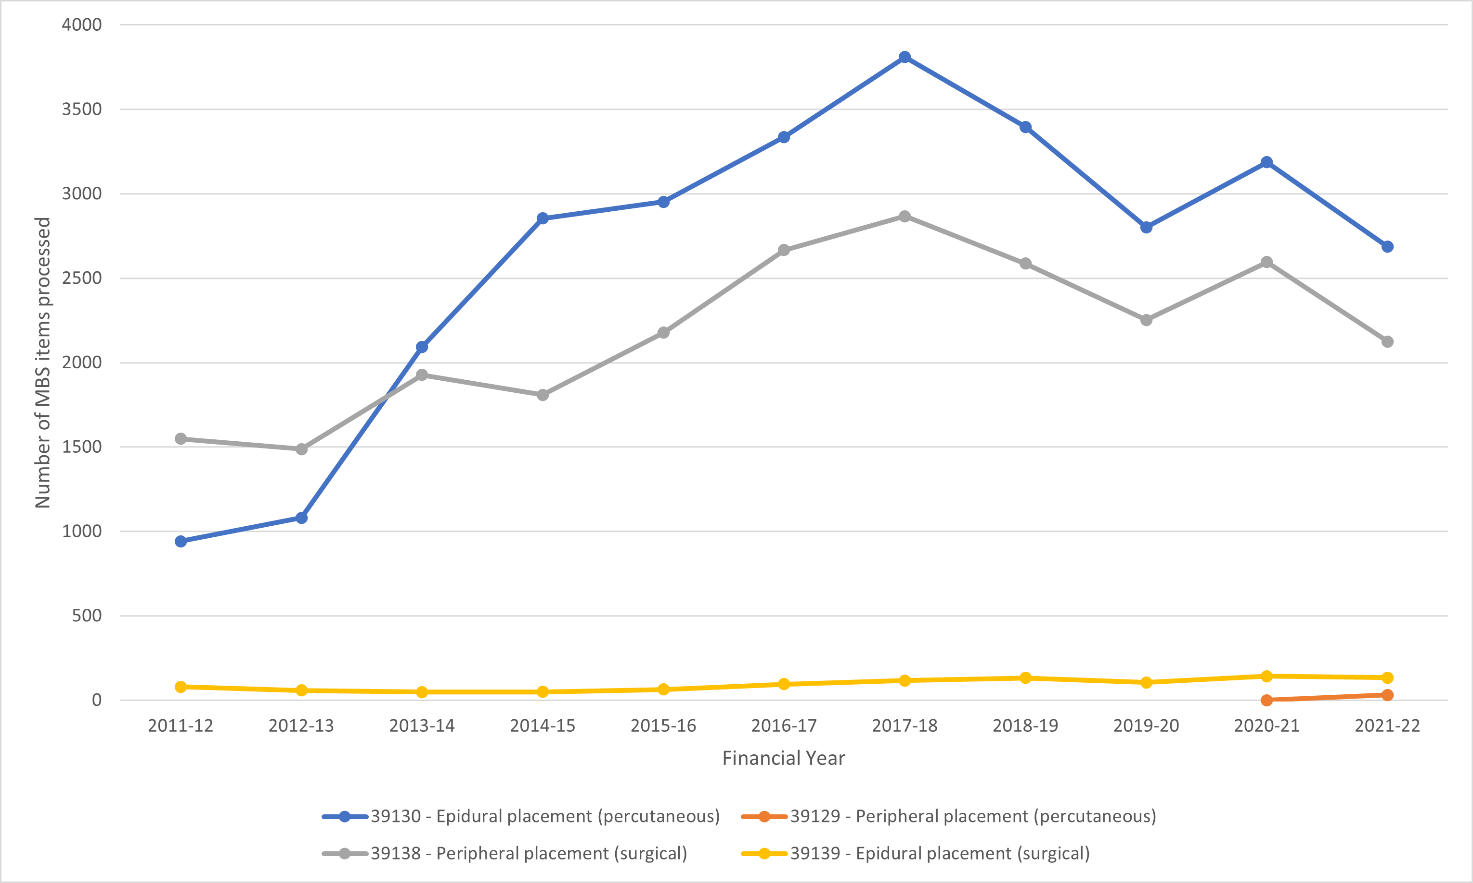 4000
3500
3000
2500
2000
1500
1000
500
0
Number of MBS items processed
2011-12 2012-13 2013-14 2014-15 2015-16 2016-17 2017-18 2018-19 2019-20 2020-21 2021-22
Financial Year
39130 - Epidural placement (percutaneous) 39129 - Peripheral placement (percutaneous)
39138 - Peripheral placement (surgical) 39139 - Epidural placement (surgical)